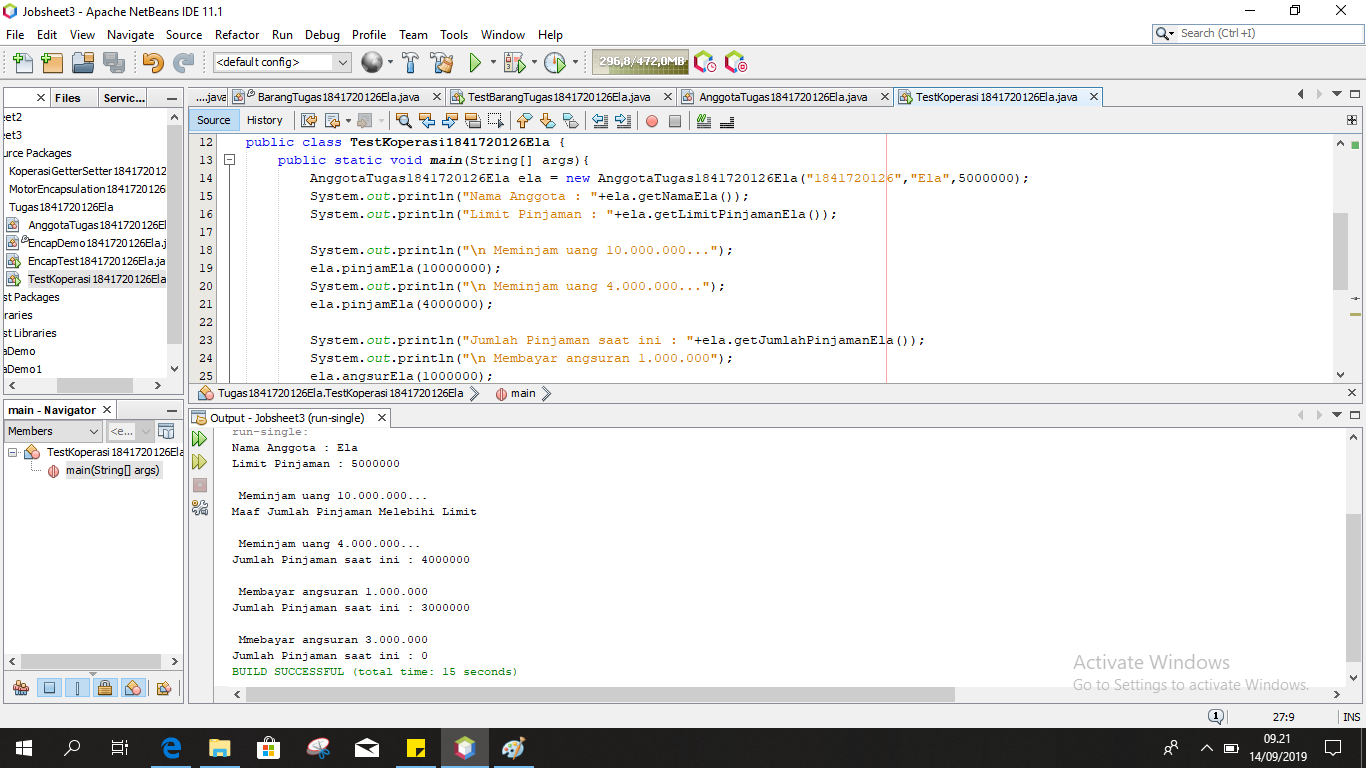 Jobsheet3 - Apache NetBeans IDE 11.1
File Edit View Navigate Source Refactor Run Debug Profile Team Tools Window Help
Search (Ctrl+I)
<default config>
296,8/472,0MB
Files Servic...
....java BarangTugas1841720126Ela.java TestBarangTugas1841720126Ela.java AnggotaTugas1841720126Ela.java TestKoperasi1841720126Ela.java
Source History
eet2
eet3
urce Packages
KoperasiGetterSetter184172012
MotorEncapsulation1841720126
Tugas1841720126Ela
AnggotaTugas1841720126El
EncapDemo1841720126Ela.j
EncapTest1841720126Ela.ja
TestKoperasi1841720126Ela
st Packages
raries
st Libraries
aDemo
aDemo1
12 public class TestKoperasi1841720126Ela {
13 public static void main(String[] args){
14 AnggotaTugas1841720126Ela ela = new AnggotaTugas1841720126Ela("1841720126","Ela",5000000);
15 System.out.println("Nama Anggota : "+ela.getNamaEla());
16 System.out.println("Limit Pinjaman : "+ela.getLimitPinjamanEla());
17
18 System.out.println("\n Meminjam uang 10.000.000...");
19 ela.pinjamEla(10000000);
20 System.out.println("\n Meminjam uang 4.000.000...");
21 ela.pinjamEla(4000000);
22
23 System.out.println("Jumlah Pinjaman saat ini : "+ela.getJumlahPinjamanEla());
24 System.out.println("\n Membayar angsuran 1.000.000");
25 ela.angsurEla(1000000);
Tugas1841720126Ela.TestKoperasi1841720126Ela main
main - Navigator
Members <e...
TestKoperasi1841720126Ela
main(String[] args)
Output - Jobsheet3 (run-single)
run-single:
Nama Anggota : Ela
Limit Pinjaman : 5000000
Meminjam uang 10.000.000...
Maaf Jumlah Pinjaman Melebihi Limit
Meminjam uang 4.000.000...
Jumlah Pinjaman saat ini : 4000000
Membayar angsuran 1.000.000
Jumlah Pinjaman saat ini : 3000000
Mmebayar angsuran 3.000.000
Jumlah Pinjaman saat ini : 0
BUILD SUCCESSFUL (total time: 15 seconds)
Activate Windows
Go to Settings to activate Windows.
1
27:9 INS
09.21
14/09/2019